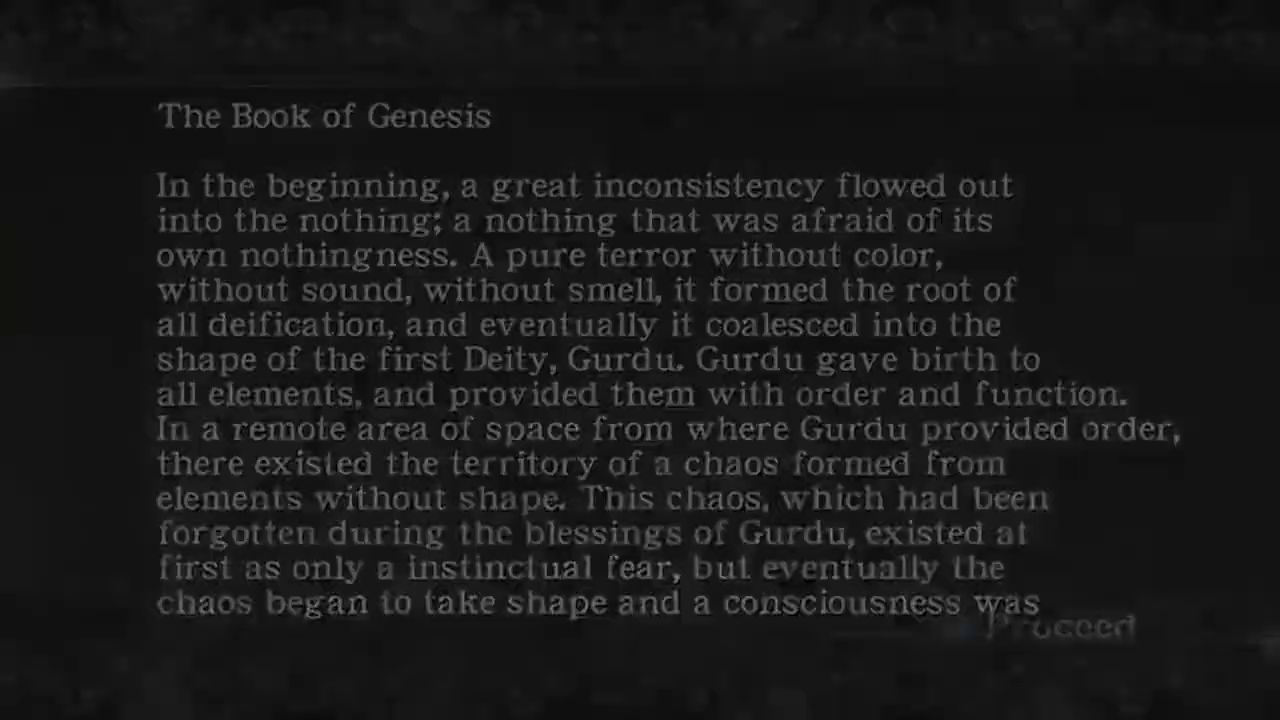 The Book of Genesis
In the beginning, a great inconsistency flowed out
into the nothing; a nothing that was afraid of its
own nothingness. A pure terror without color,
without sound, without smell, it formed the root of
all deification, and eventually it coalesced into the
shape of the first Deity, Gurdu. Gurdu gave birth to
all elements, and provided them with order and function.
In a remote area of space from where Gurdu provided order,
there existed the territory of a chaos formed from
elements without shape. This chaos, which had been
forgotten during the blessings of Gurdu, existed at
first as only a instinctual fear, but eventually the
chaos began to take shape and a consciousness was
Proceed